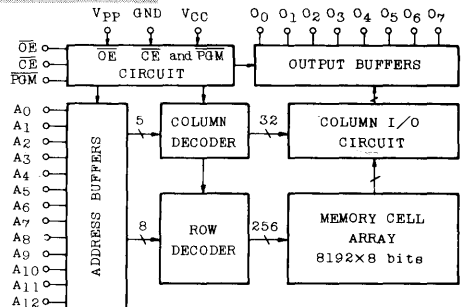 VPP GND VCC
O0 O1 O2 O3 O4 O5 O6 O7
OE
CE
PGM
OE CE and PGM
CIRCUIT
OUTPUT BUFFERS
A0
A1
A2
A3
A4
A5
A6
A7
A8
A9
A10
A11
A12
ADDRESS BUFFERS
5
COLUMN
DECODER
32
COLUMN I/O
CIRCUIT
8
ROW
DECODER
256
MEMORY CELL
ARRAY
8192×8 bits